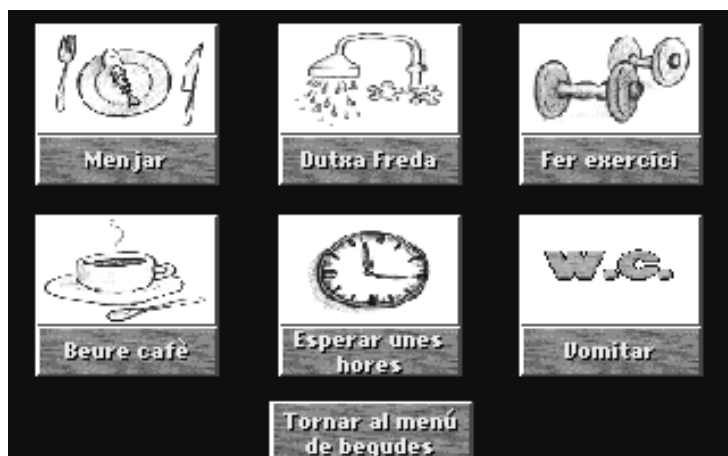 Menjar
Dutxa Freda
Fer exercici
Beure cafè
Esperar unes
hores
W.C.
Vomitar
Tornar al menú
de begudes